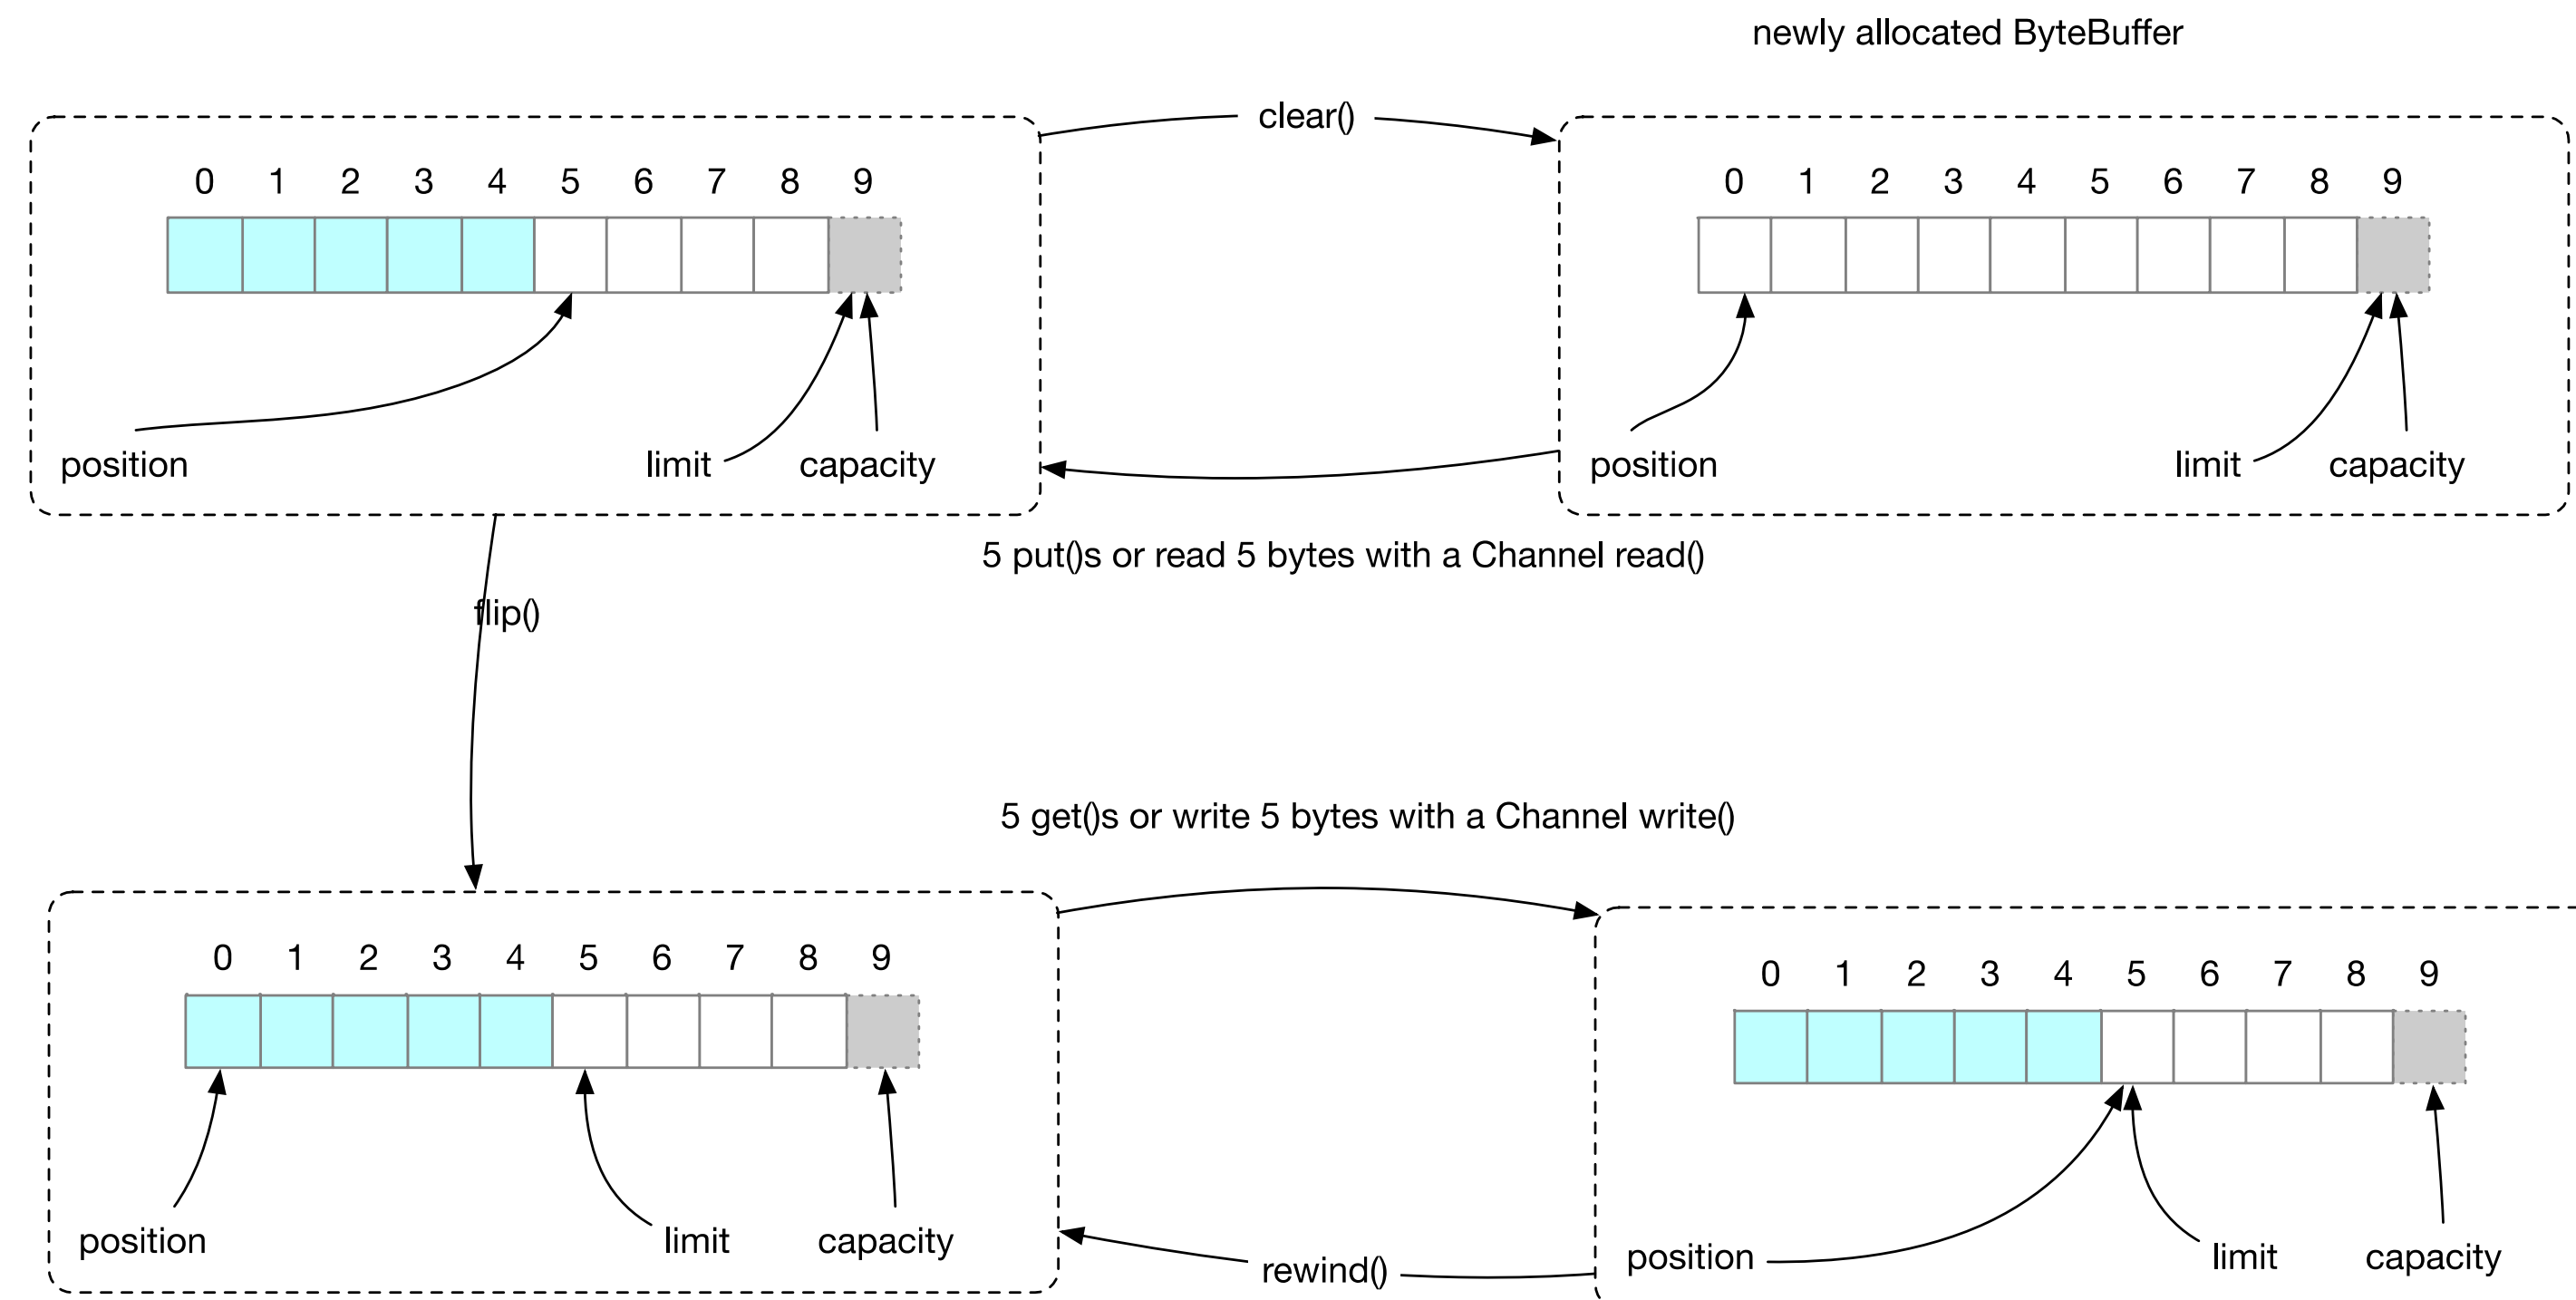 newly allocated ByteBuffer
clear()
0 1 2 3 4 5 6 7 8 9
position limit capacity
0 1 2 3 4 5 6 7 8 9
position limit capacity
5 put()s or read 5 bytes with a Channel read()
flip()
5 get()s or write 5 bytes with a Channel write()
0 1 2 3 4 5 6 7 8 9
position limit capacity
0 1 2 3 4 5 6 7 8 9
position limit capacity
rewind()